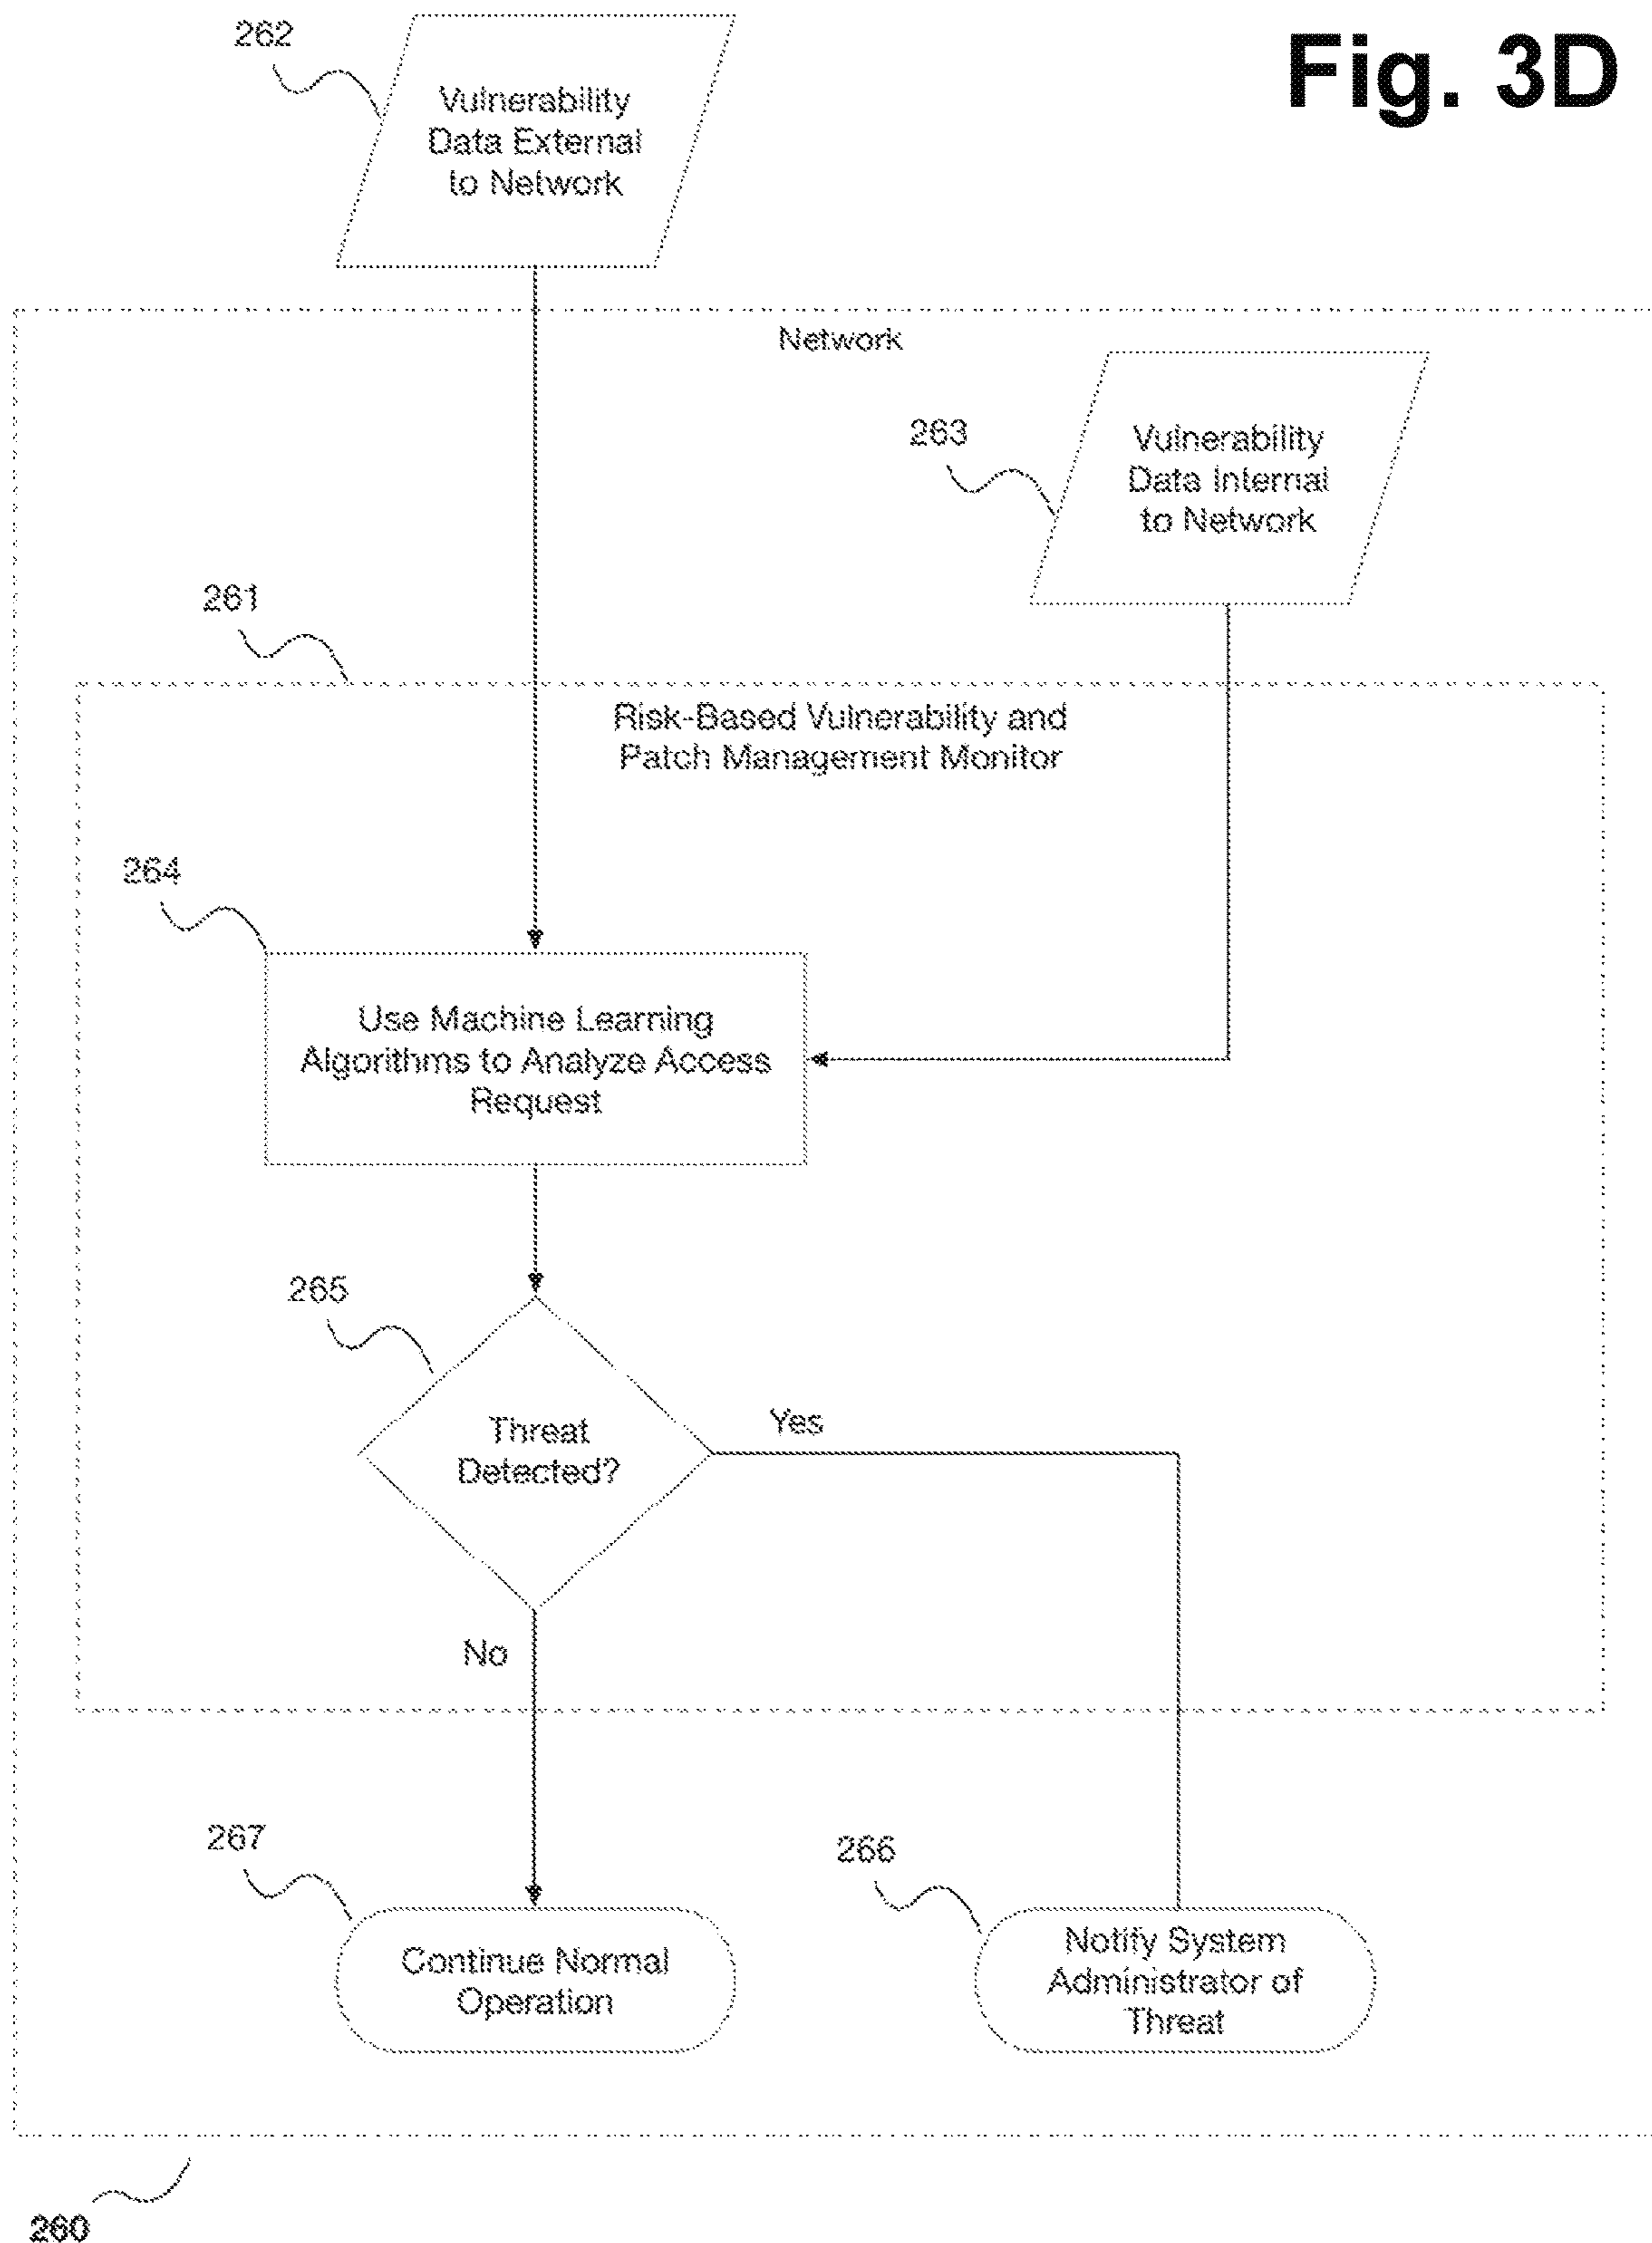 Fig. 3D
262
Vulnerability
Data External
to Network
Network
263
Vulnerability
Data Internal
to Network
261
Risk-Based Vulnerability and
Patch Management Monitor
264
Use Machine Learning
Algorithms to Analyze Access
Request
265
Threat
Detected?
Yes
No
267
Continue Normal
Operation
266
Notify System
Administrator of
Threat
260